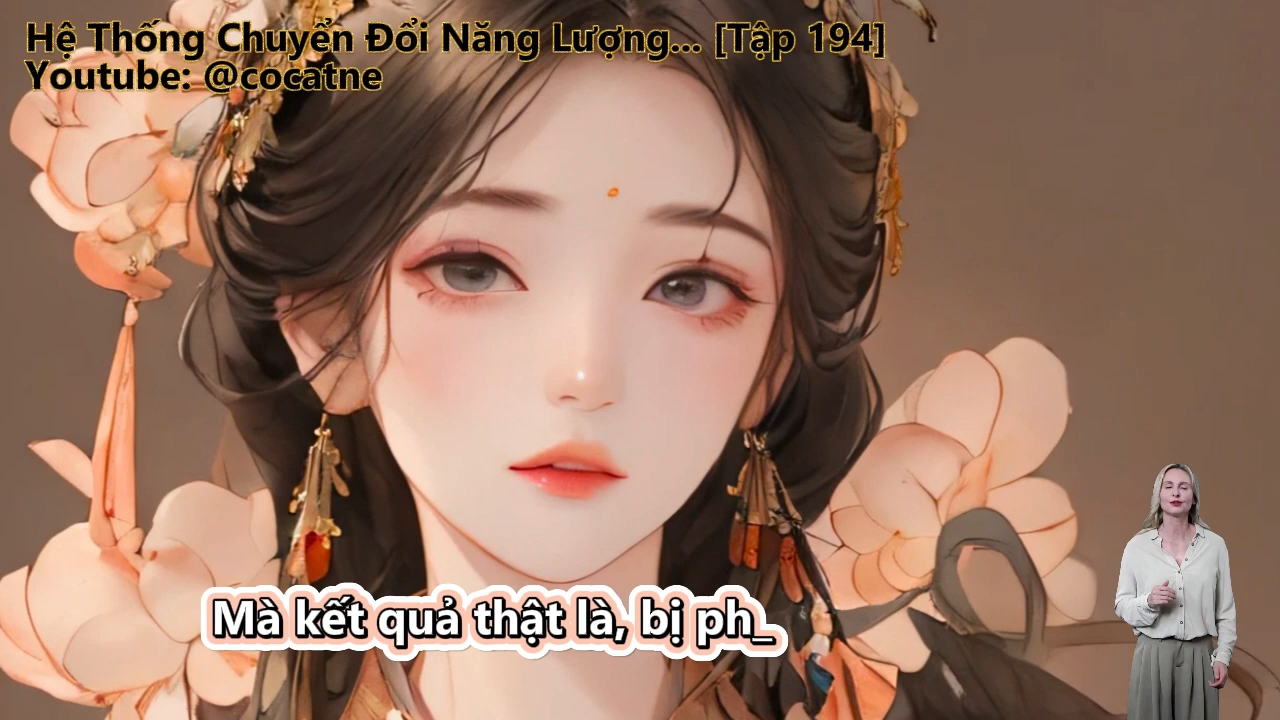 Hệ Thống Chuyển Đổi Năng Lượng... [Tập 194]
Youtube: @cocatne
Mà kết quả thật là, bị ph_